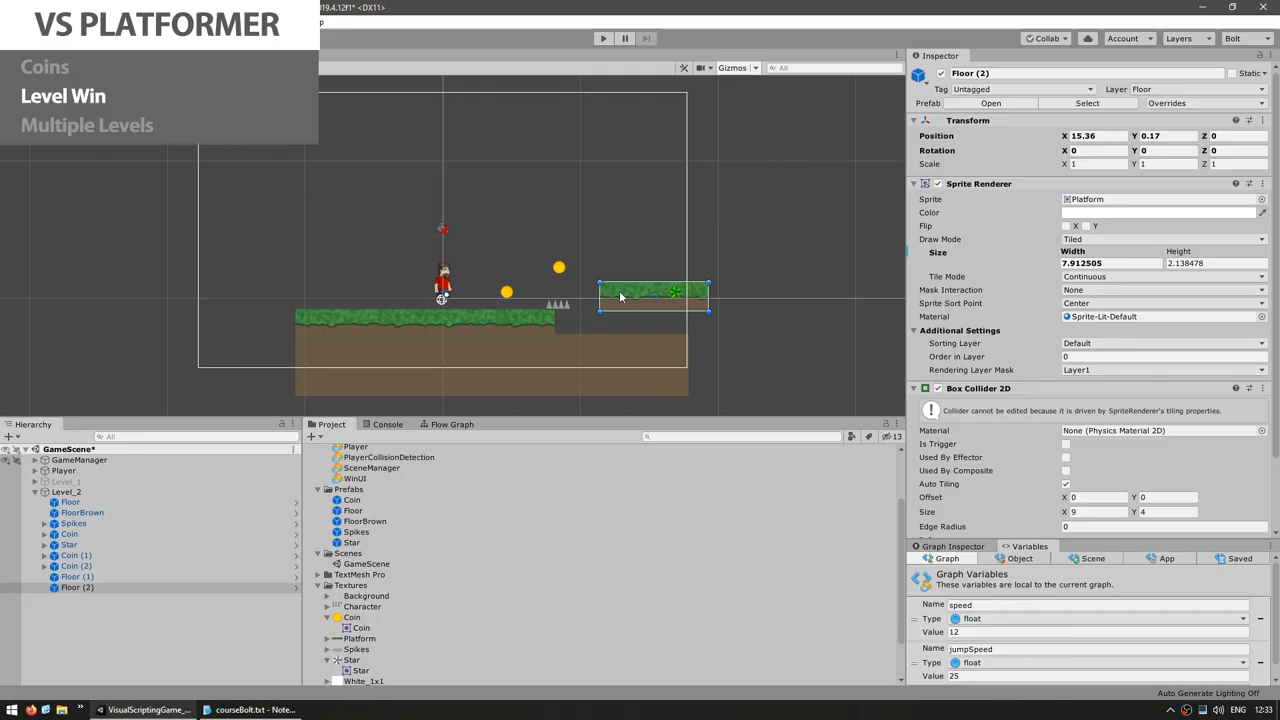 VS PLATFORMER
2019.4.12f1* <DX11>
Coins
Level Win
Multiple Levels
Collab
Account
Layers
Bolt
Gizmos
All
Inspector
Floor (2)
Static
Tag Untagged Layer Floor
Prefab Open Select Overrides
Transform
Position X 15.36 Y 0.17 Z 0
Rotation X 0 Y 0 Z 0
Scale X 1 Y 1 Z 1
Sprite Renderer
Sprite Platform
Color
Flip X Y
Draw Mode Tiled
Size Width Height
7.912505 2.138478
Tile Mode Continuous
Mask Interaction None
Sprite Sort Point Center
Material Sprite-Lit-Default
Additional Settings
Sorting Layer Default
Order in Layer 0
Rendering Layer Mask Layer1
Box Collider 2D
Collider cannot be edited because it is driven by SpriteRenderer's tiling properties.
Material None (Physics Material 2D)
Is Trigger
Used By Effector
Used By Composite
Auto Tiling
Offset X 0 Y 0
Size X 9 Y 4
Edge Radius 0
Graph Inspector Variables
Graph Object Scene App Saved
Graph Variables
These variables are local to the current graph.
Name speed
Type float
Value 12
Name jumpSpeed
Type float
Value 25
Auto Generate Lighting Off
Hierarchy
All
GameScene*
GameManager
Player
Level_1
Level_2
Floor
FloorBrown
Spikes
Coin
Star
Coin (1)
Coin (2)
Floor (1)
Floor (2)
Project Console Flow Graph
13
Player
PlayerCollisionDetection
SceneManager
WinUI
Prefabs
Coin
Floor
FloorBrown
Spikes
Star
Scenes
GameScene
TextMesh Pro
Textures
Background
Character
Coin
Coin
Platform
Spikes
Star
Star
White_1x1
VisualScriptingGame_...
courseBolt.txt - Note...
ENG 12:33